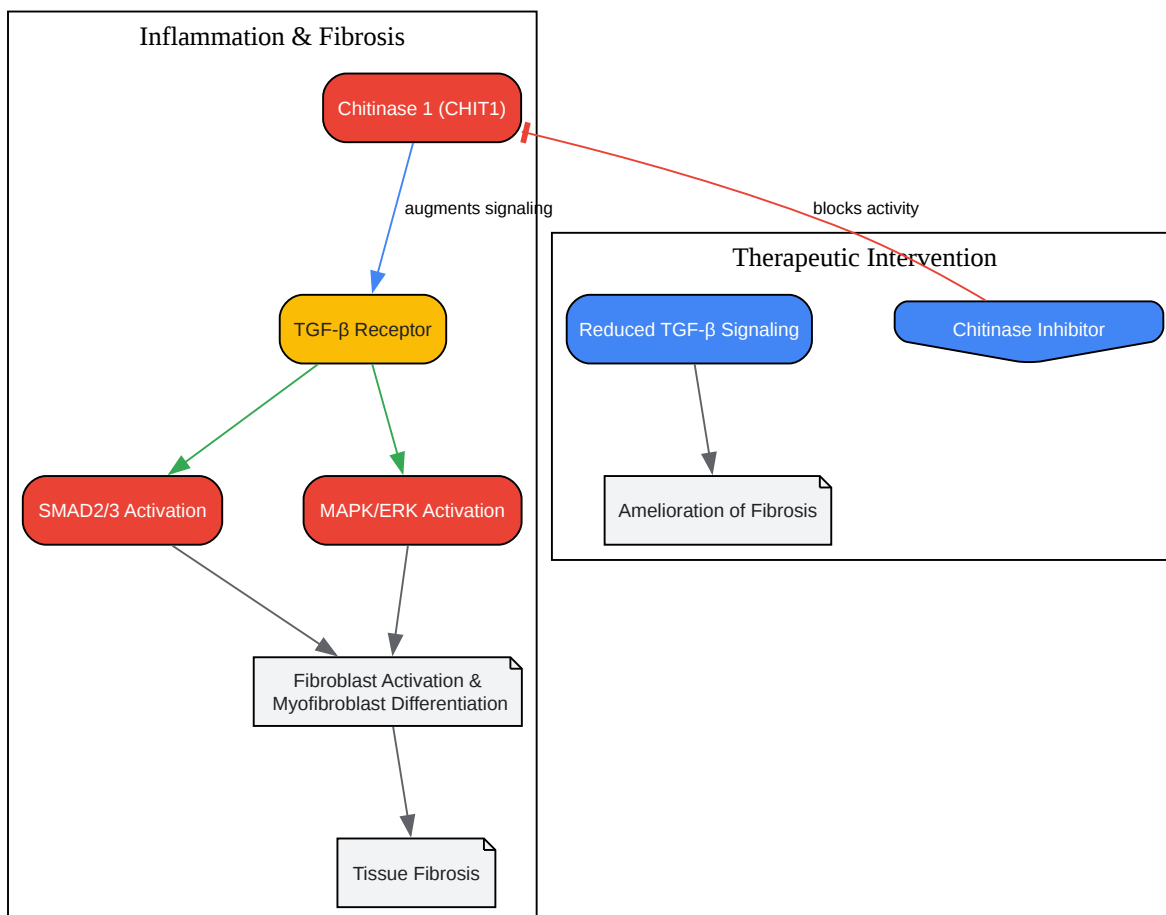 Inflammation & Fibrosis
Chitinase 1 (CHIT1)
augments signaling
blocks activity
Therapeutic Intervention
TGF-β Receptor
Reduced TGF-β Signaling
Chitinase Inhibitor
SMAD2/3 Activation
MAPK/ERK Activation
Amelioration of Fibrosis
Fibroblast Activation &
Myofibroblast Differentiation
Tissue Fibrosis